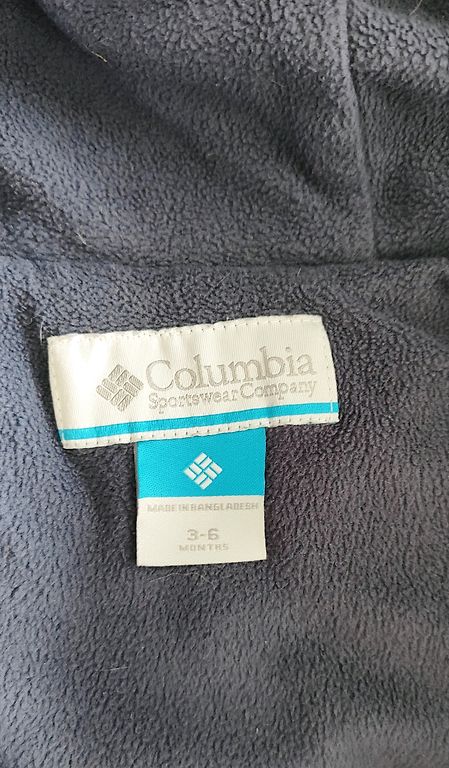 Columbia
Sportswear Company
MADE IN BANGLADESH
3-6
MONTHS